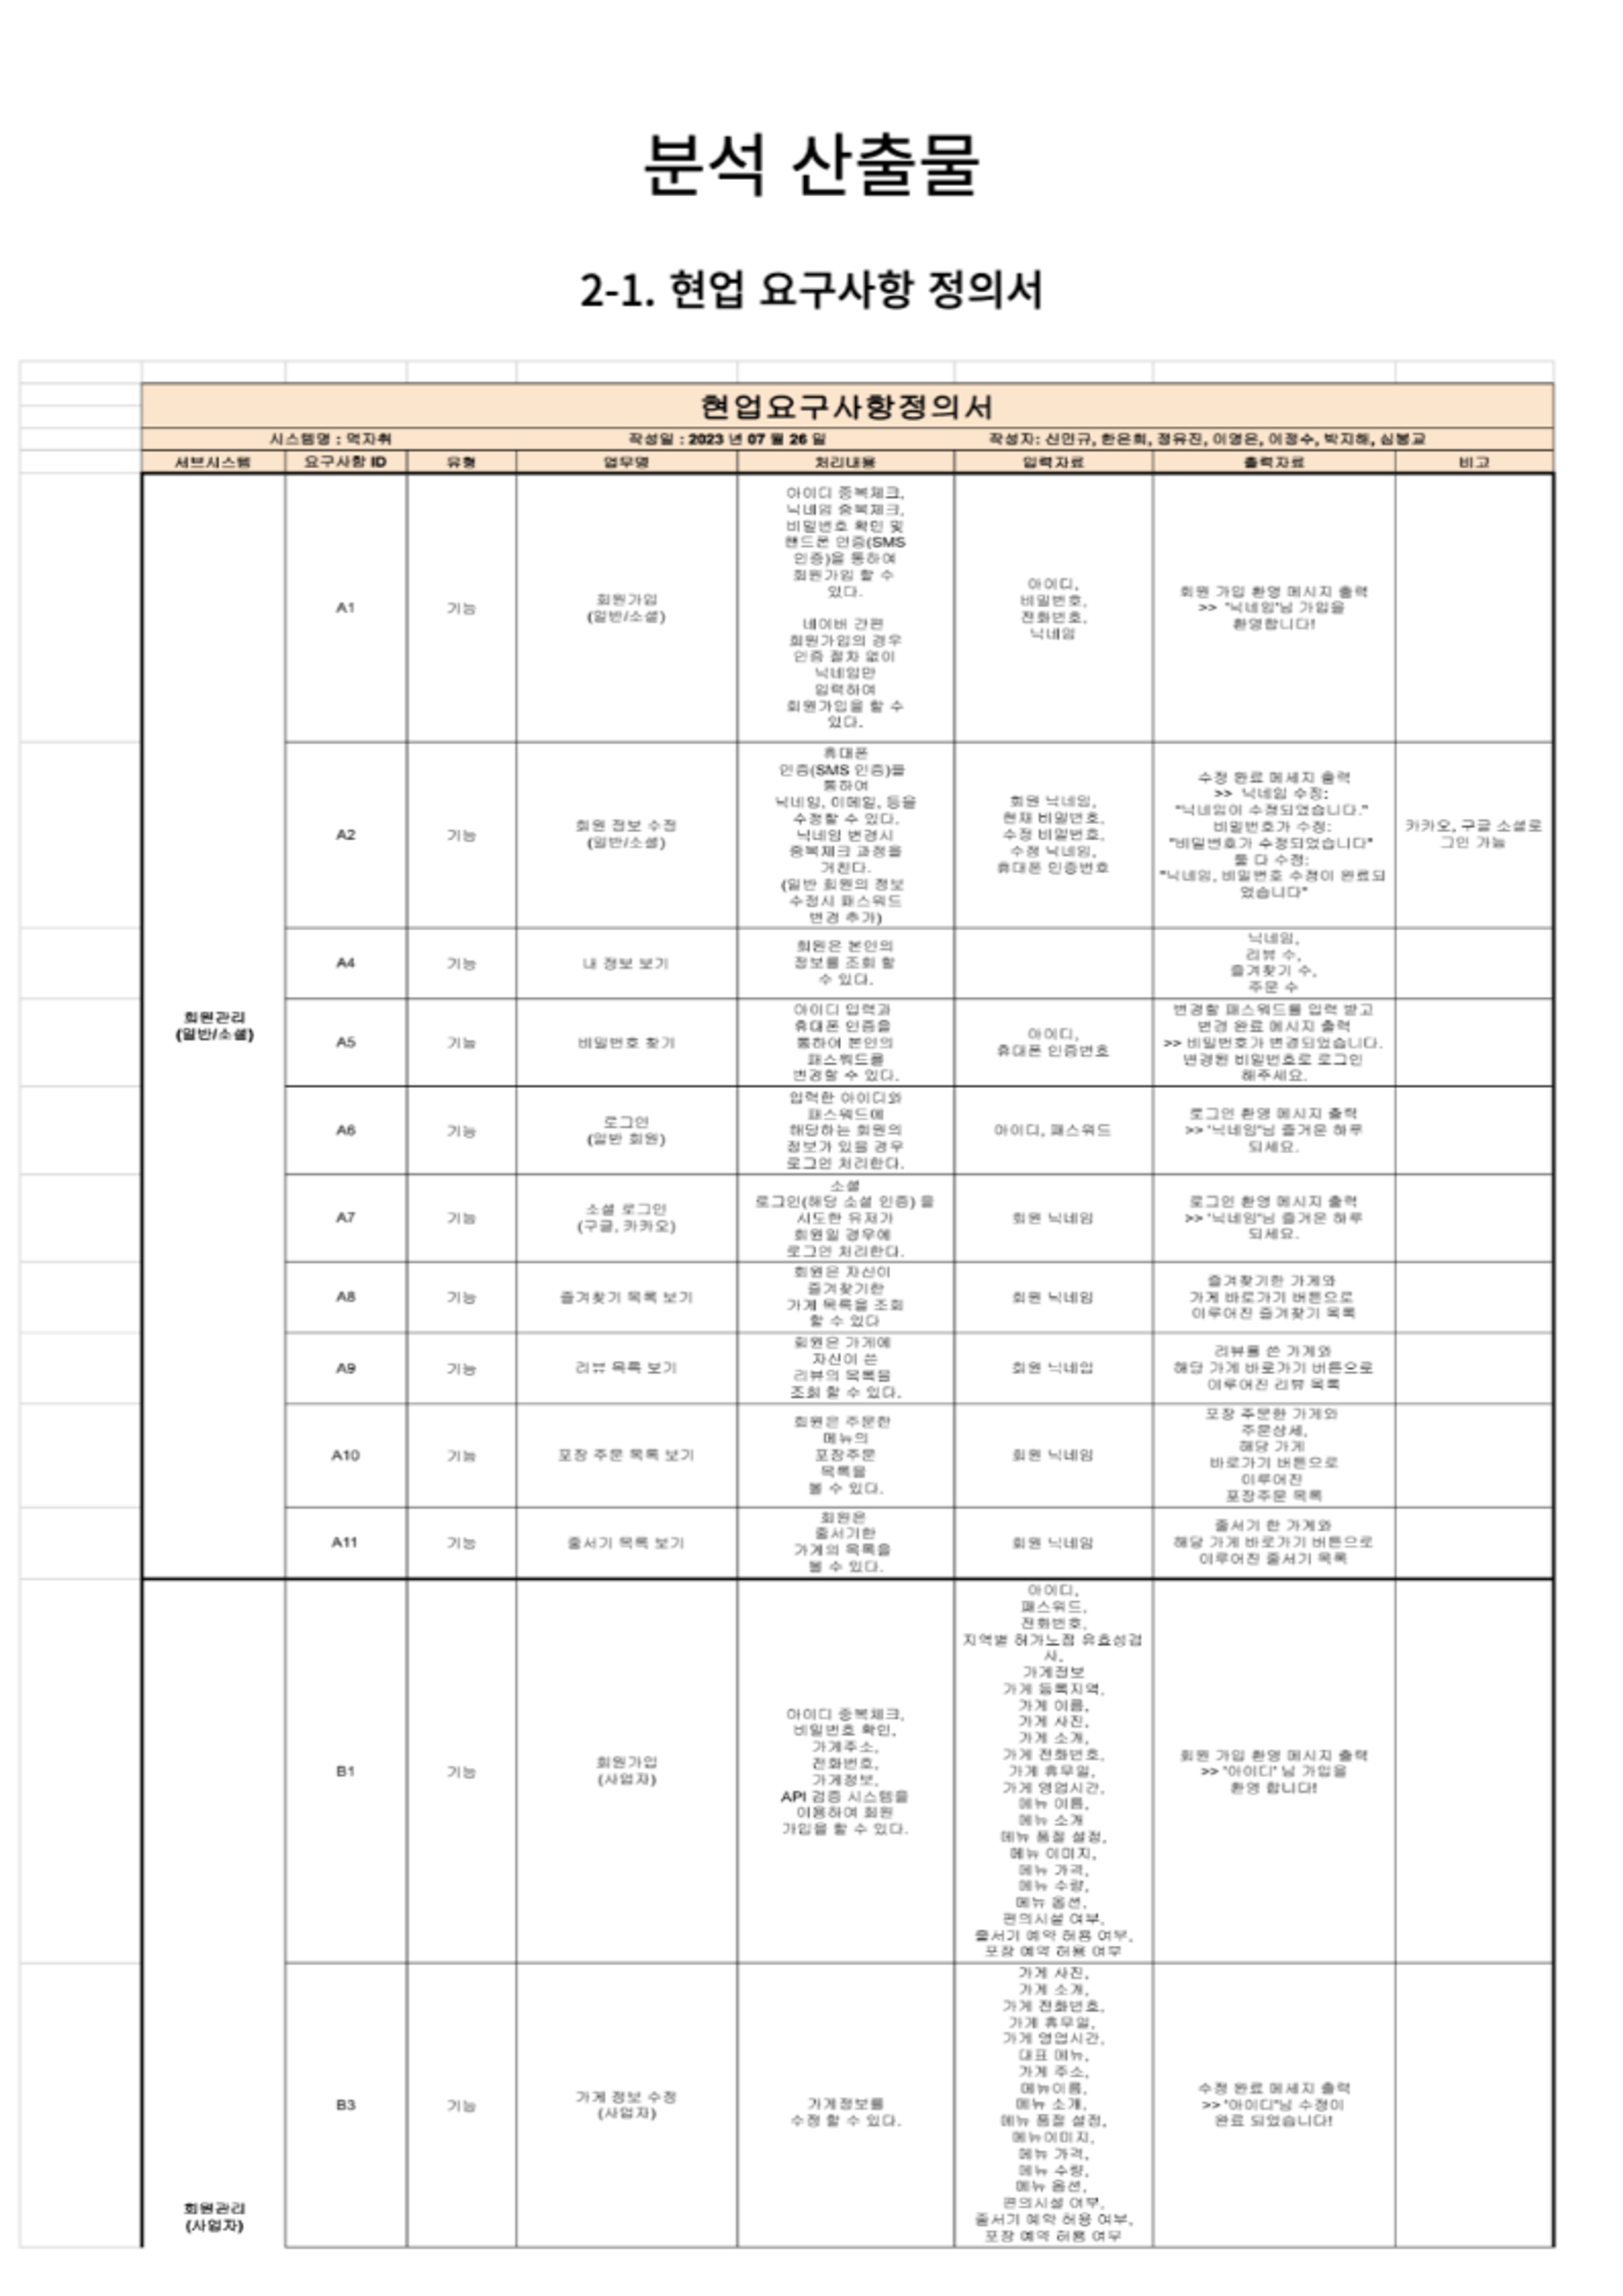 분석 산출물
2-1. 현업 요구사항 정의서
현업요구사항정의서
시스템명 : 먹자취 작성일 : 2023 년 07 월 26 일 작성자: 신민규, 한은희, 정유진, 이영은, 이정수, 박지해, 심봉교
서브시스템 요구사항 ID 유형 업무명 처리내용 입력자료 출력자료 비고
회원관리
(일반/소셜)
A1
기능
회원가입
(일반/소셜)
아이디 중복체크,
닉네임 중복체크,
비밀번호 확인 및
핸드폰 인증(SMS
인증)을 통하여
회원가입 할 수
있다.
네이버 간편
회원가입의 경우
인증 절차 없이
닉네임만
입력하여
회원가입을 할 수
있다.
아이디,
비밀번호,
전화번호,
닉네임
회원 가입 환영 메시지 출력
>> '닉네임'님 가입을
환영합니다!
A2
기능
회원 정보 수정
(일반/소셜)
휴대폰
인증(SMS 인증)을
통하여
닉네임, 이메일, 등을
수정할 수 있다.
닉네임 변경시
중복체크 과정을
거친다.
(일반 회원의 정보
수정시 패스워드
변경 추가)
회원 닉네임,
현재 비밀번호,
수정 비밀번호,
수정 닉네임,
휴대폰 인증번호
수정 완료 메세지 출력
>> 닉네임 수정:
"닉네임이 수정되었습니다."
비밀번호가 수정:
"비밀번호가 수정되었습니다"
둘 다 수정:
"닉네임, 비밀번호 수정이 완료되
었습니다"
카카오, 구글 소셜로
그인 가능
A4
기능
내 정보 보기
회원은 본인의
정보를 조회 할
수 있다.
닉네임,
리뷰 수,
즐겨찾기 수,
주문 수
A5
기능
비밀번호 찾기
아이디 입력과
휴대폰 인증을
통하여 본인의
패스워드를
변경할 수 있다.
아이디,
휴대폰 인증번호
변경할 패스워드를 입력 받고
변경 완료 메시지 출력
>> 비밀번호가 변경되었습니다.
변경된 비밀번호로 로그인
해주세요.
A6
기능
로그인
(일반 회원)
입력한 아이디와
패스워드에
해당하는 회원의
정보가 있을 경우
로그인 처리한다.
아이디, 패스워드
로그인 환영 메시지 출력
>> '닉네임'님 즐거운 하루
되세요.
A7
기능
소셜 로그인
(구글, 카카오)
소셜
로그인(해당 소셜 인증) 을
시도한 유저가
회원일 경우에
로그인 처리한다.
회원 닉네임
로그인 환영 메시지 출력
>> '닉네임'님 즐거운 하루
되세요.
A8
기능
즐겨찾기 목록 보기
회원은 자신이
즐겨찾기한
가게 목록을 조회
할 수 있다
회원 닉네임
즐겨찾기한 가게와
가게 바로가기 버튼으로
이루어진 즐겨찾기 목록
A9
기능
리뷰 목록 보기
회원은 가게에
자신이 쓴
리뷰의 목록을
조회 할 수 있다.
회원 닉네임
리뷰를 쓴 가게와
해당 가게 바로가기 버튼으로
이루어진 리뷰 목록
A10
기능
포장 주문 목록 보기
회원은 주문한
메뉴의
포장주문
목록을
볼 수 있다.
회원 닉네임
포장 주문한 가게와
주문상세,
해당 가게
바로가기 버튼으로
이루어진
포장주문 목록
A11
기능
줄서기 목록 보기
회원은
줄서기한
가게의 목록을
볼 수 있다.
회원 닉네임
줄서기 한 가게와
해당 가게 바로가기 버튼으로
이루어진 줄서기 목록
회원관리
(사업자)
B1
기능
회원가입
(사업자)
아이디 중복체크,
비밀번호 확인,
가게주소,
전화번호,
가게정보,
API 검증 시스템을
이용하여 회원
가입을 할 수 있다.
아이디,
패스워드,
전화번호,
지역별 허가노점 유효성검
사,
가게정보
가게 등록지역,
가게 이름,
가게 사진,
가게 소개,
가게 전화번호,
가게 휴무일,
가게 영업시간,
메뉴 이름,
메뉴 소개
메뉴 품절 설정,
메뉴 이미지,
메뉴 가격,
메뉴 수량,
메뉴 옵션,
편의시설 여부,
줄서기 예약 허용 여부,
포장 예약 허용 여부
회원 가입 환영 메시지 출력
>> '아이디' 님 가입을
환영 합니다!
B3
기능
가게 정보 수정
(사업자)
가게정보를
수정 할 수 있다.
가게 사진,
가게 소개,
가게 전화번호,
가게 휴무일,
가게 영업시간,
대표 메뉴,
가게 주소,
메뉴이름,
메뉴 소개,
메뉴 품절 설정,
메뉴이미지,
메뉴 가격,
메뉴 수량,
메뉴 옵션,
편의시설 여부,
줄서기 예약 허용 여부,
포장 예약 허용 여부
수정 완료 메세지 출력
>> '아이디'님 수정이
완료 되었습니다!